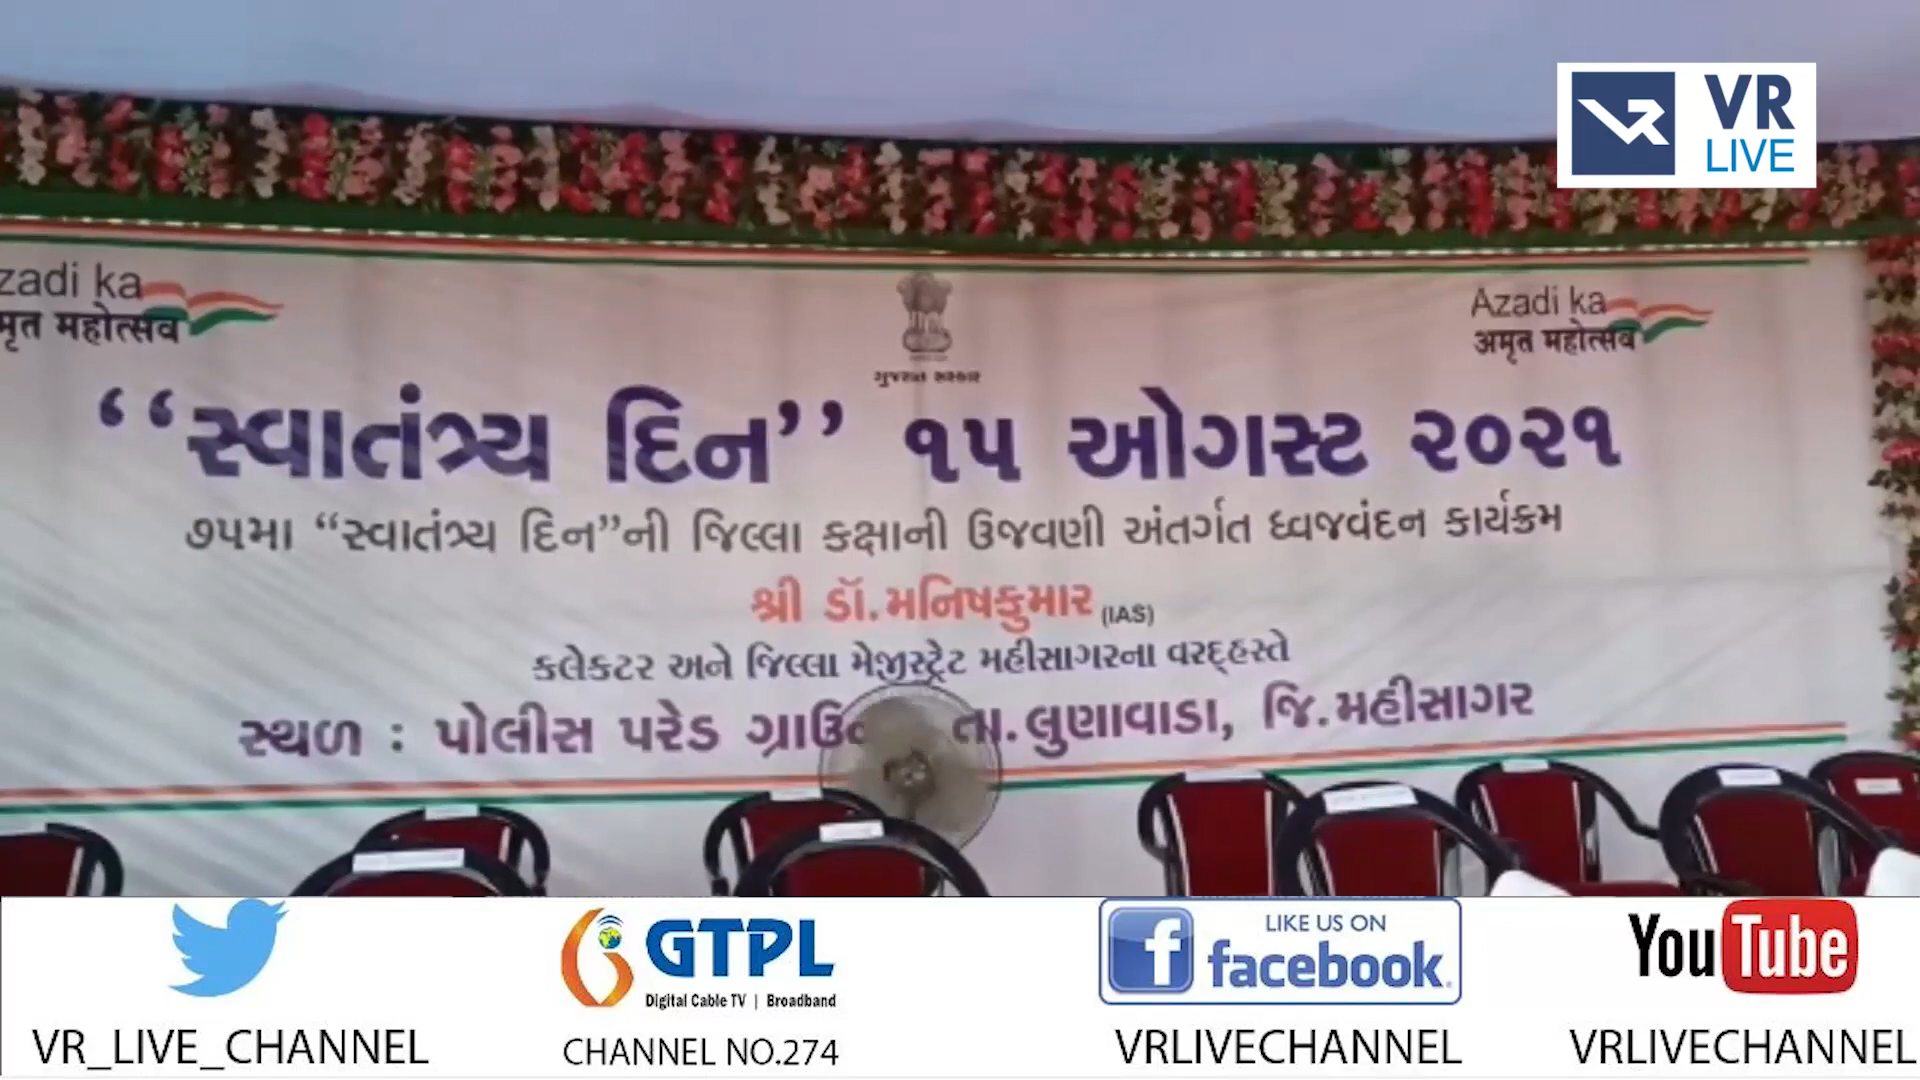 VR
LIVE
zadi ka
मृत महोत्सव
Azadi ka
अमृत महोत्सव
ગુજરાત સરકાર
‘‘સ્વાતંત્ર્ય દિન’’ ૧૫ ઓગસ્ટ ૨૦૨૧
૭૫મા “સ્વાતંત્ર્ય દિન”ની જિલ્લા કક્ષાની ઉજવણી અંતર્ગત ધ્વજવંદન કાર્યક્રમ
શ્રી ડૉ.મનિષકુમાર (IAS)
કલેકટર અને જિલ્લા મેજીસ્ટ્રેટ મહીસાગરના વરદ્હસ્તે
સ્થળ : પોલીસ પરેડ ગ્રાઉ તા.લુણાવાડા, જિ.મહીસાગર
GTPL
Digital Cable TV | Broadband
LIKE US ON
facebook
YouTube
VR_LIVE_CHANNEL
CHANNEL NO.274
VRLIVECHANNEL
VRLIVECHANNEL